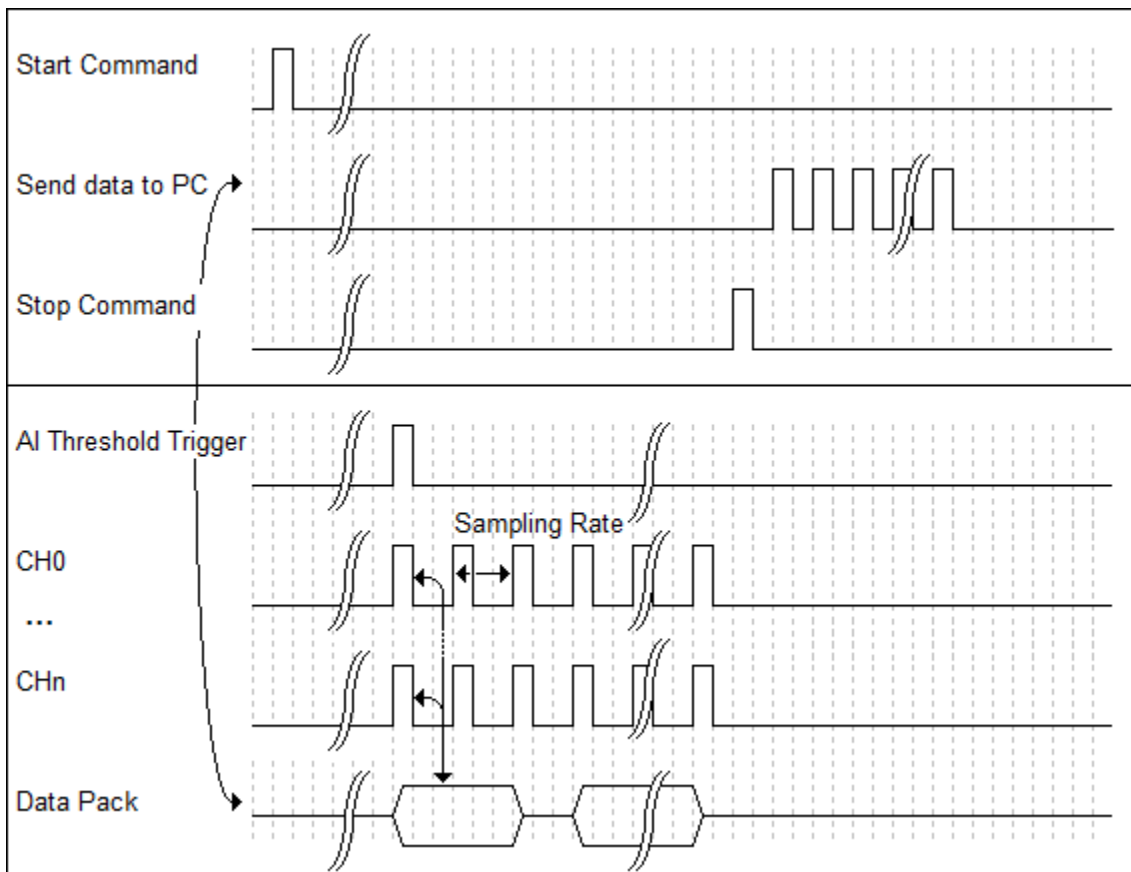 Start Command
Send data to PC
Stop Command
AI Threshold Trigger
Sampling Rate
CH0
...
CHn
Data Pack